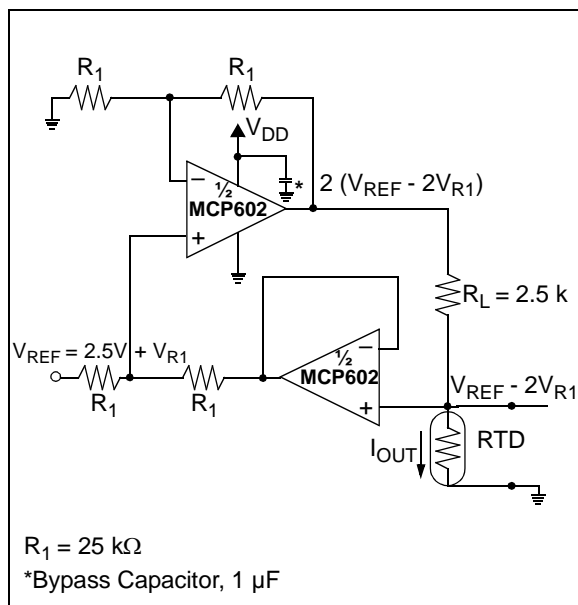 R1
R1
VDD
*
2 (VREF - 2VR1)
−
½
MCP602
+
RL = 2.5 k
VREF = 2.5V + VR1 −
R1
R1
−
½
MCP602
+
VREF - 2VR1
IOUT
RTD
R1 = 25 kΩ
*Bypass Capacitor, 1 µF